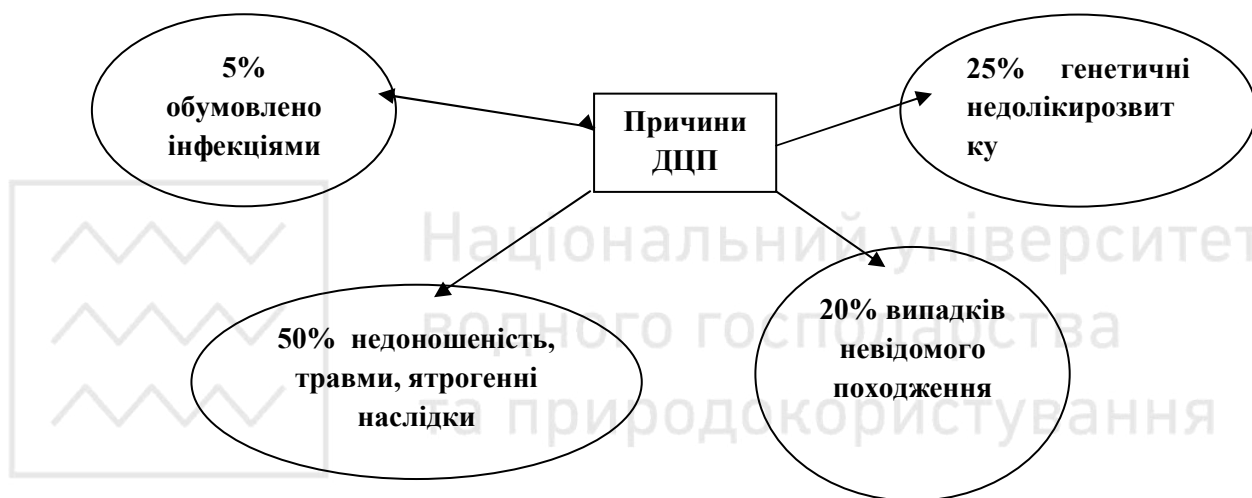 5%
обумовлено
інфекціями
Причини
ДЦП
25% генетичні
недолікирозвит
ку
50% недоношеність,
травми, ятрогенні
наслідки
20% випадків
невідомого
походження
Національний університет
водного господарства
та природокористування